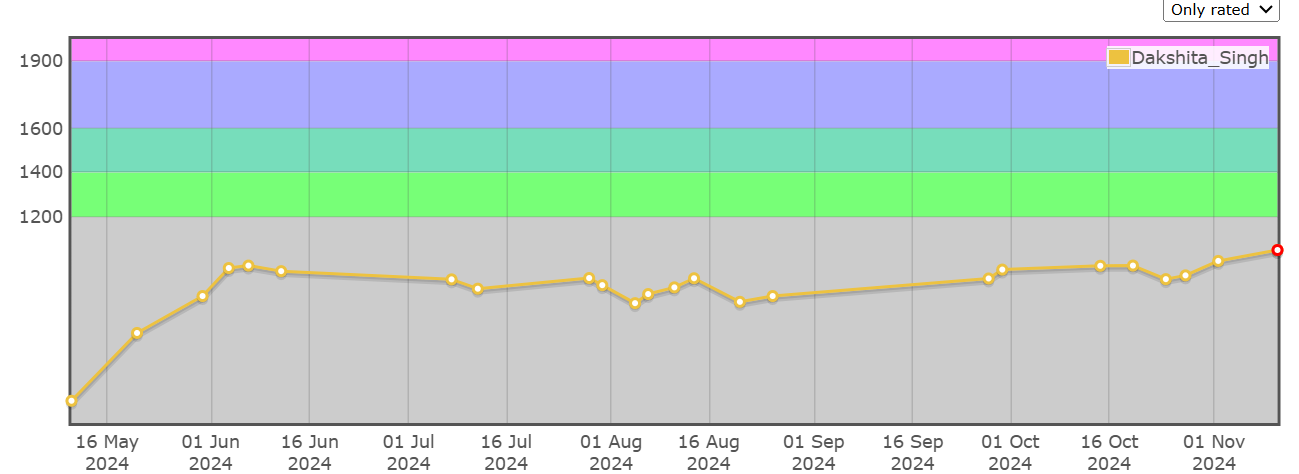 Only rated
Dakshita_Singh
1900
1600
1400
1200
16 May 01 Jun 16 Jun 01 Jul 16 Jul 01 Aug 16 Aug 01 Sep 16 Sep 01 Oct 16 Oct 01 Nov
2024 2024 2024 2024 2024 2024 2024 2024 2024 2024 2024 2024